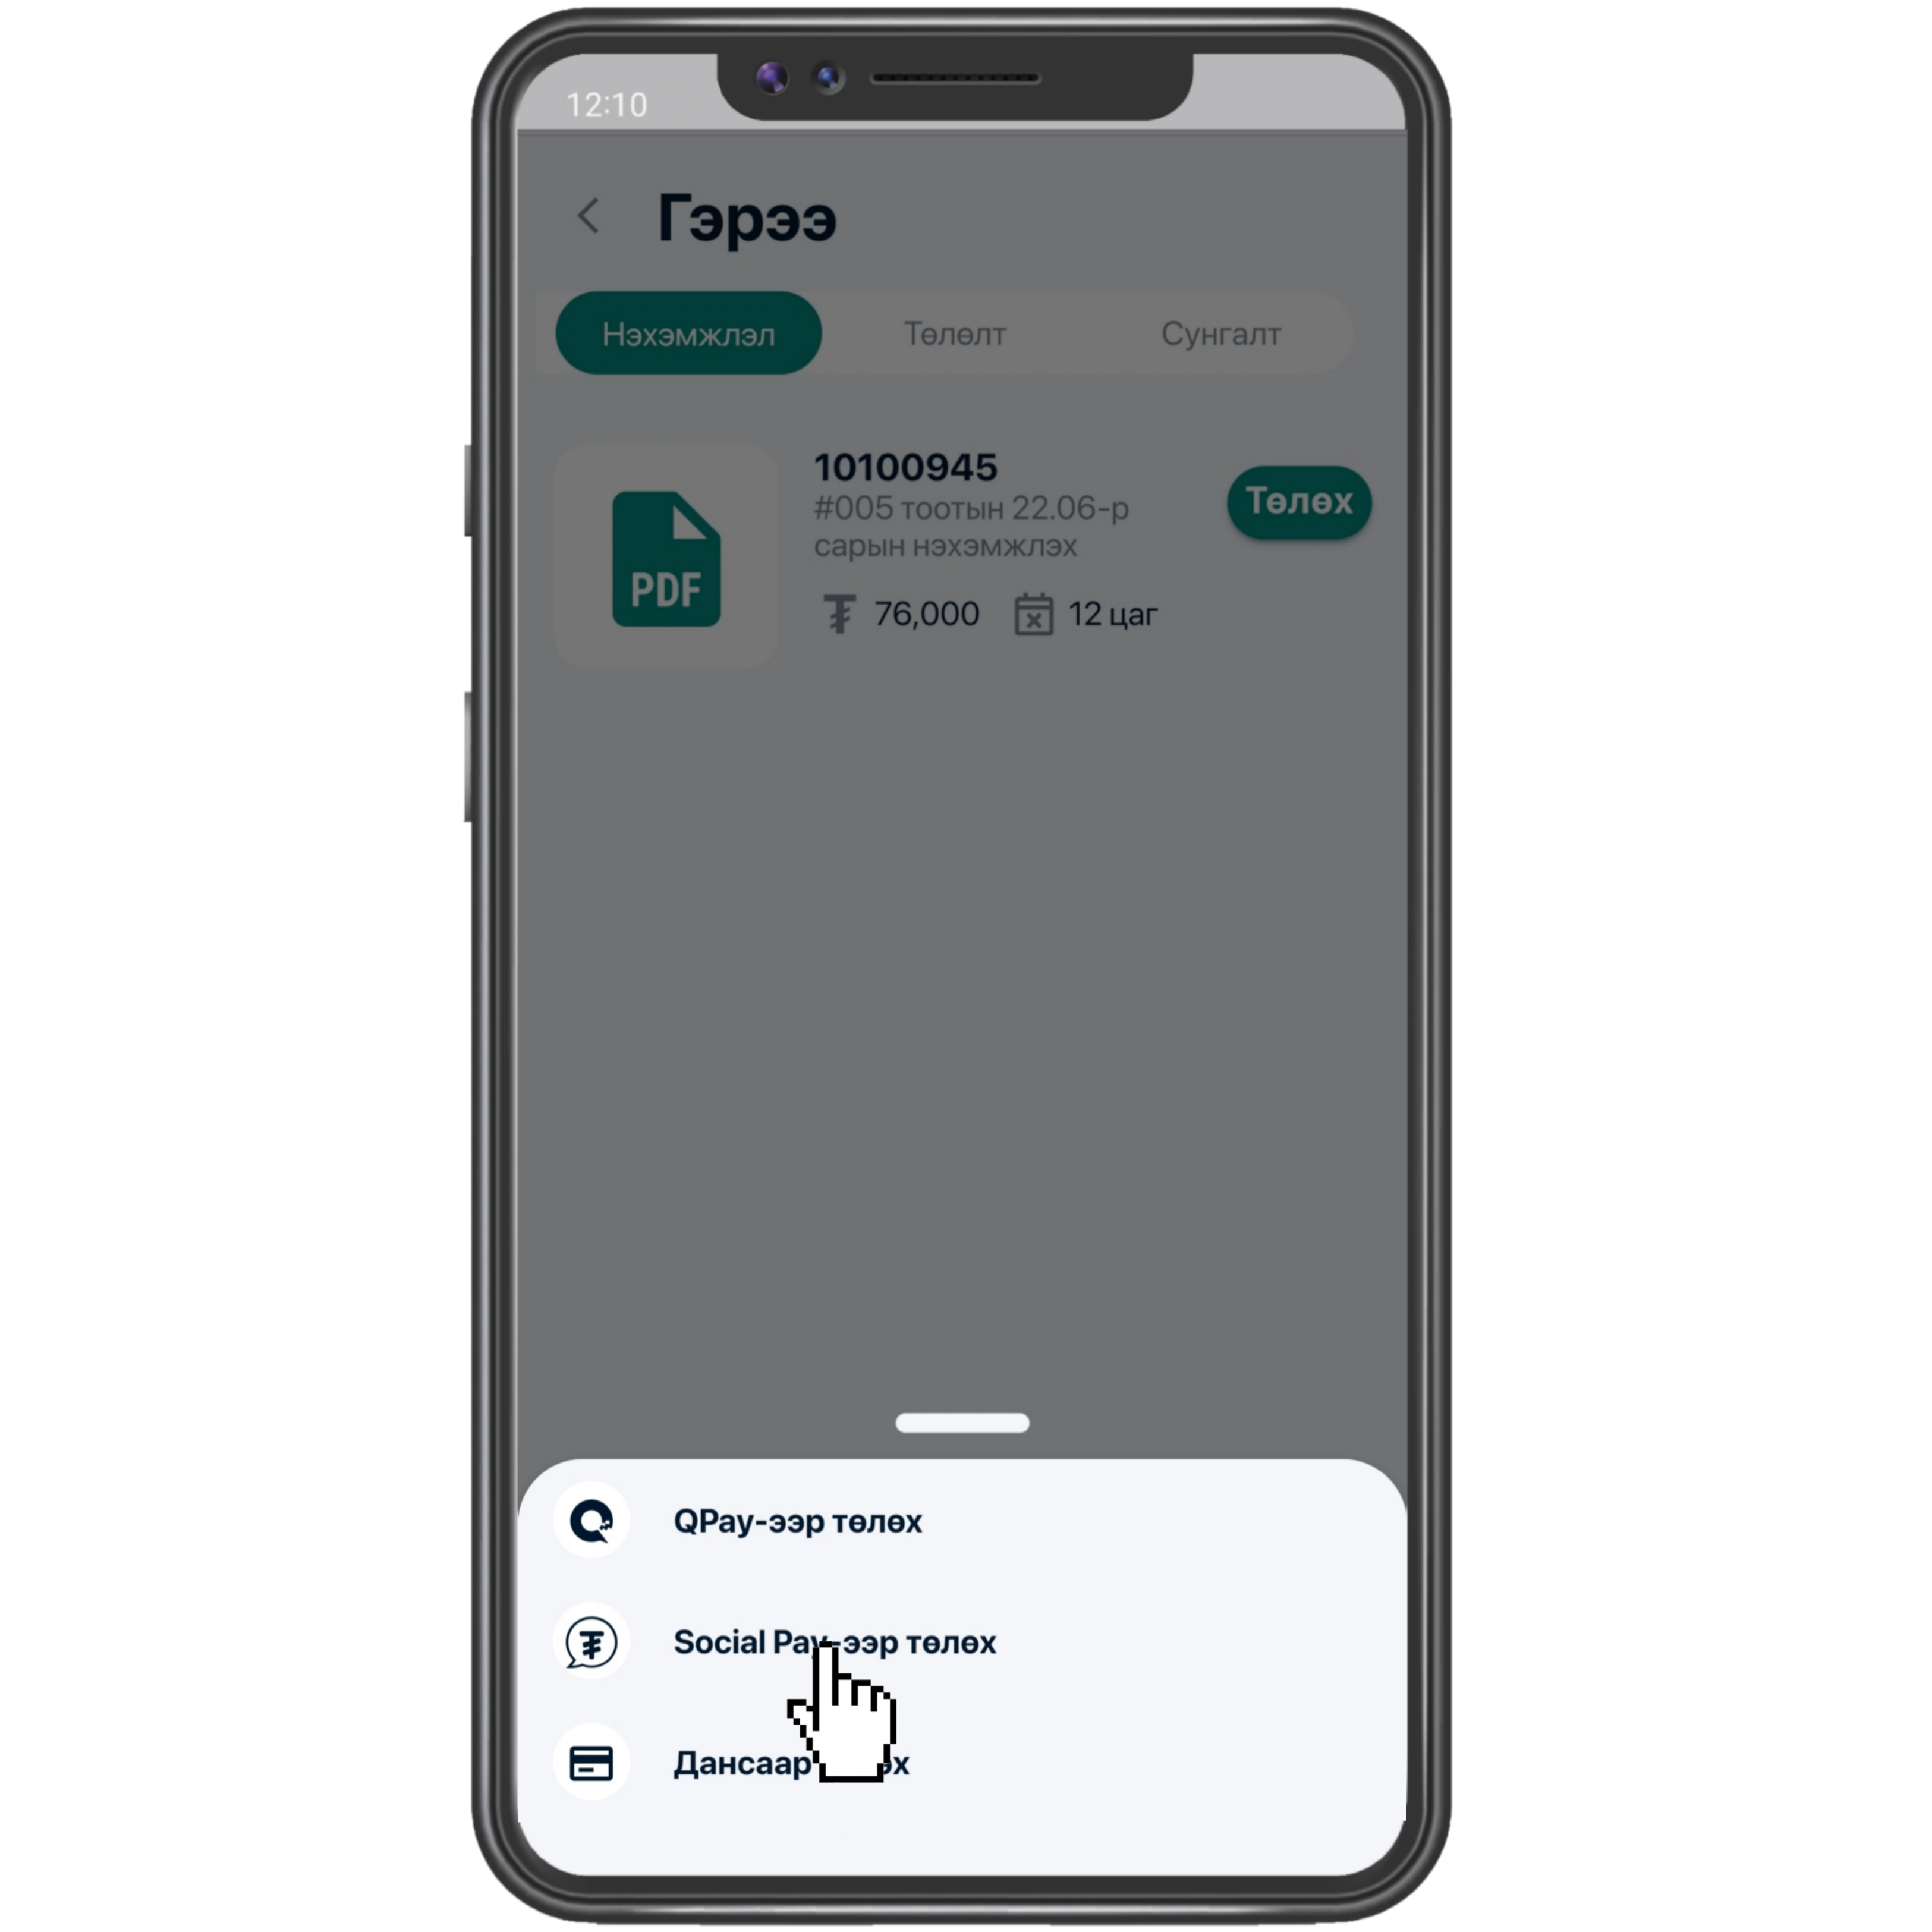 12:10
Гэрээ
Нэхэмжлэл Төлөлт Сунгалт
10100945
#005 тоотын 22.06-р
сарын нэхэмжлэх
Төлөх
PDF
₮ 76,000 12 цаг
QPay-ээр төлөх
Social Pay-ээр төлөх
Дансаар